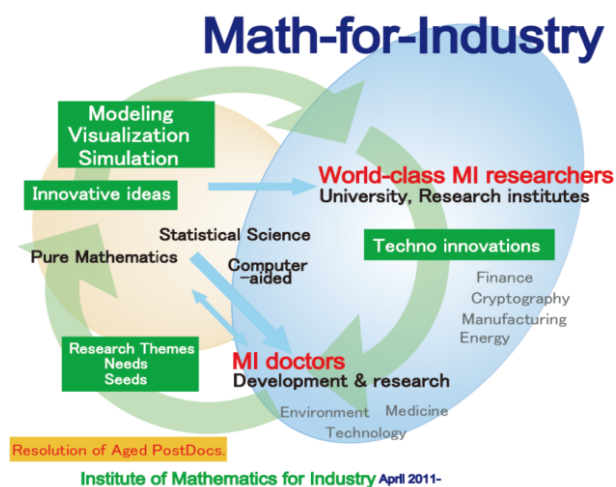 Math-for-Industry
Modeling
Visualization
Simulation
Innovative ideas
World-class MI researchers
University, Research institutes
Statistical Science
Pure Mathematics
Computer
-aided
Techno innovations
Finance
Cryptography
Manufacturing
Energy
Research Themes
Needs
Seeds
MI doctors
Development & research
Environment Medicine
Technology
Resolution of Aged PostDocs.
Institute of Mathematics for Industry April 2011-